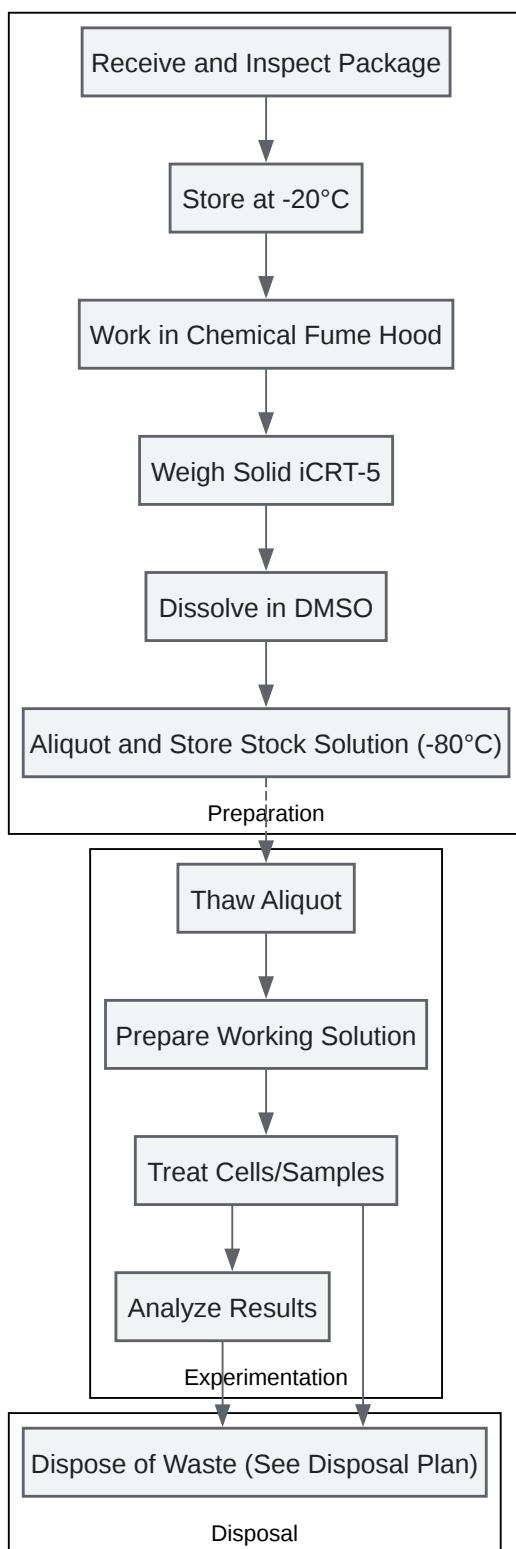 Receive and Inspect Package
Store at -20°C
Work in Chemical Fume Hood
Weigh Solid iCRT-5
Dissolve in DMSO
Aliquot and Store Stock Solution (-80°C)
Preparation
Thaw Aliquot
Prepare Working Solution
Treat Cells/Samples
Analyze Results
Experimentation
Dispose of Waste (See Disposal Plan)
Disposal